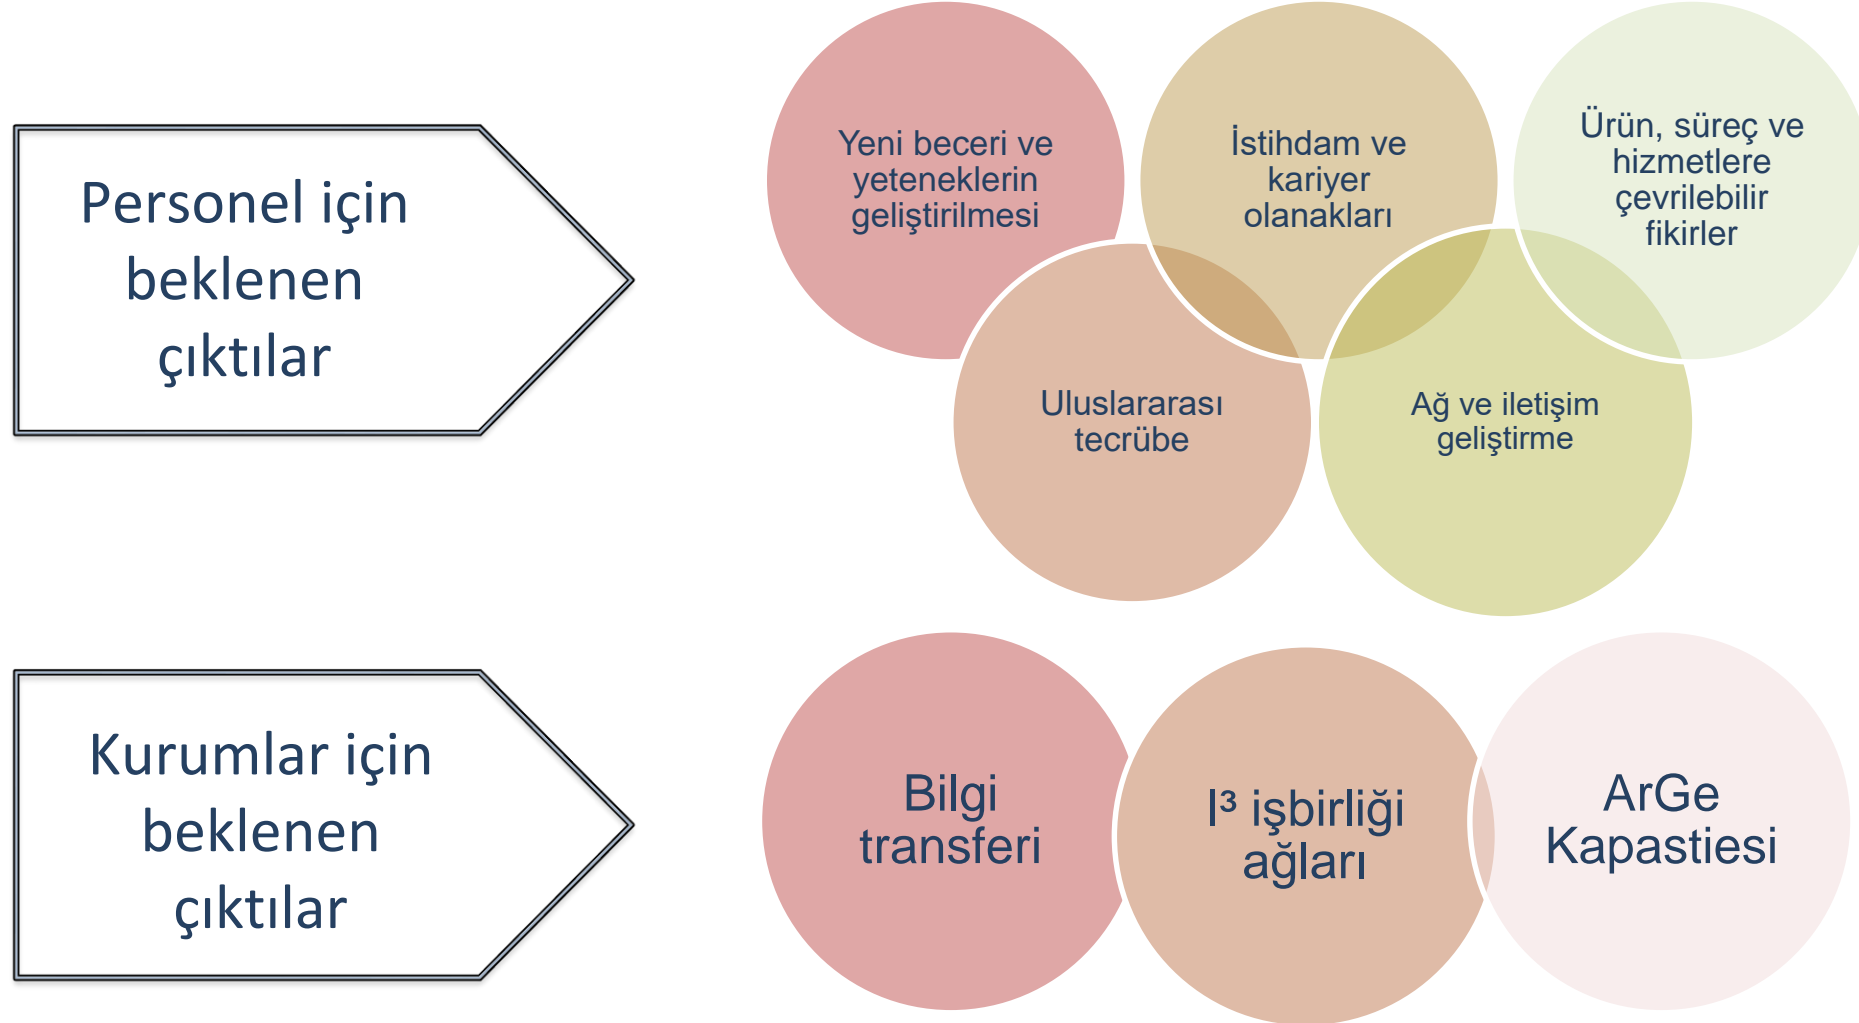 Personel için
beklenen
çıktılar
Yeni beceri ve
yeteneklerin
geliştirilmesi
İstihdam ve
kariyer
olanakları
Ürün, süreç ve
hizmetlere
çevrilebilir
fikirler
Uluslararası
tecrübe
Ağ ve iletişim
geliştirme
Kurumlar için
beklenen
çıktılar
Bilgi
transferi
I³ işbirliği
ağları
ArGe
Kapastiesi